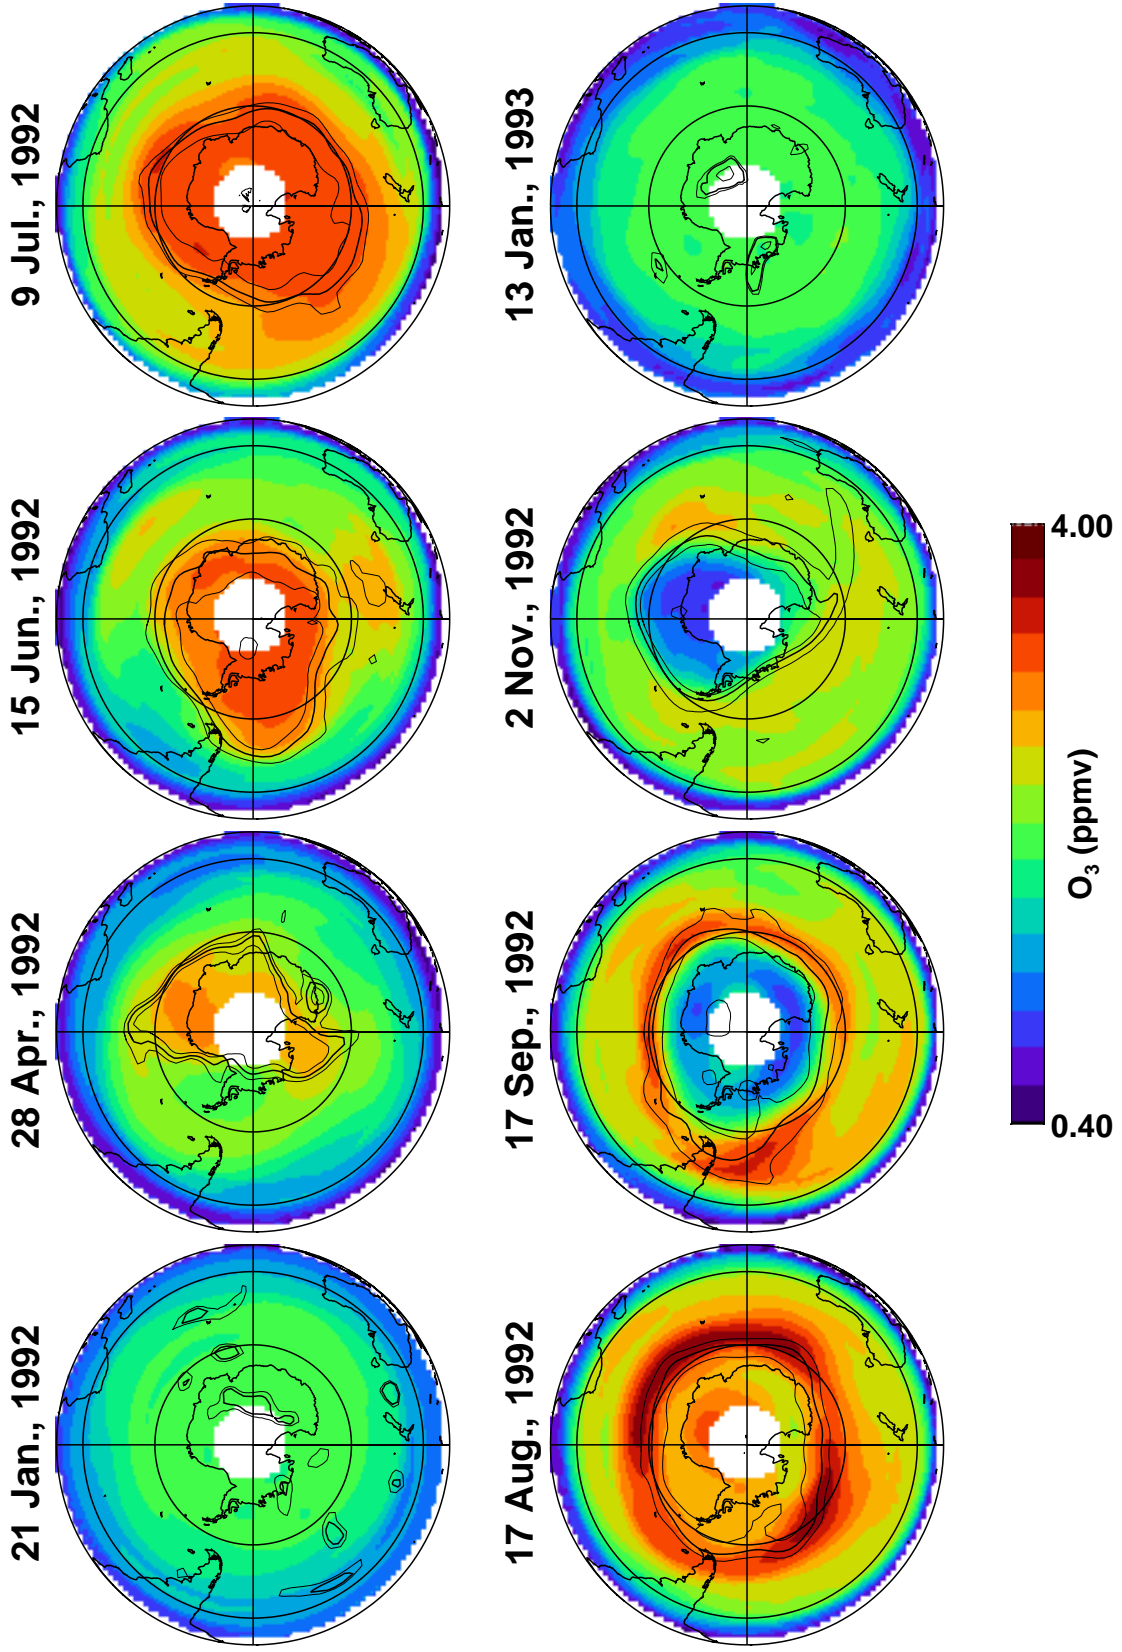 21 Jan., 1992
28 Apr., 1992
15 Jun., 1992
9 Jul., 1992
17 Aug., 1992
17 Sep., 1992
2 Nov., 1992
13 Jan., 1993
0.40
O₃ (ppmv)
4.00